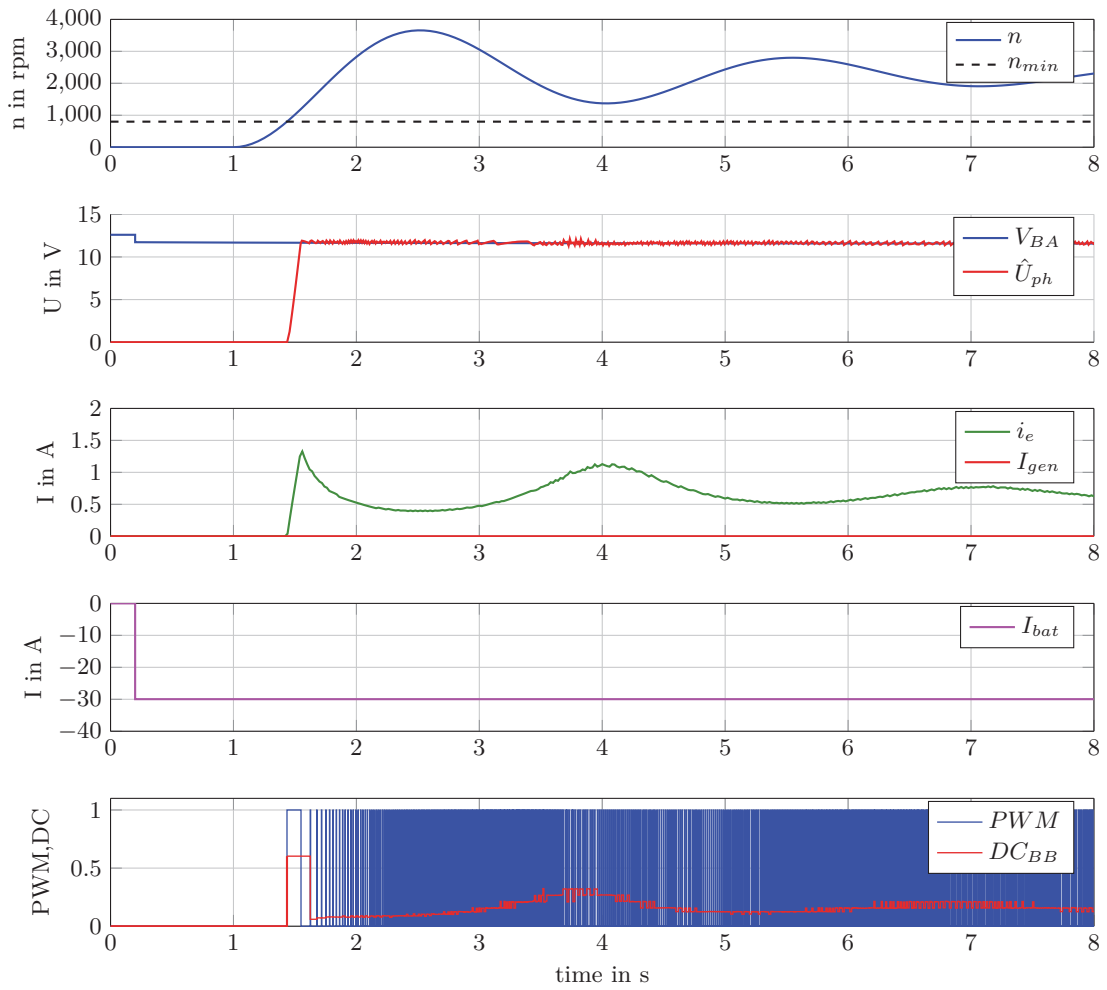 4,000
3,000
2,000
1,000
0
n in rpm
n
n_min
0 1 2 3 4 5 6 7 8
15
10
5
0
U in V
V_BA
Û_ph
0 1 2 3 4 5 6 7 8
2
1.5
1
0.5
0
I in A
i_e
I_gen
0 1 2 3 4 5 6 7 8
0
−10
−20
−30
−40
I in A
I_bat
0 1 2 3 4 5 6 7 8
1
0.5
0
PWM,DC
PWM
DC_BB
0 1 2 3 4 5 6 7 8
time in s